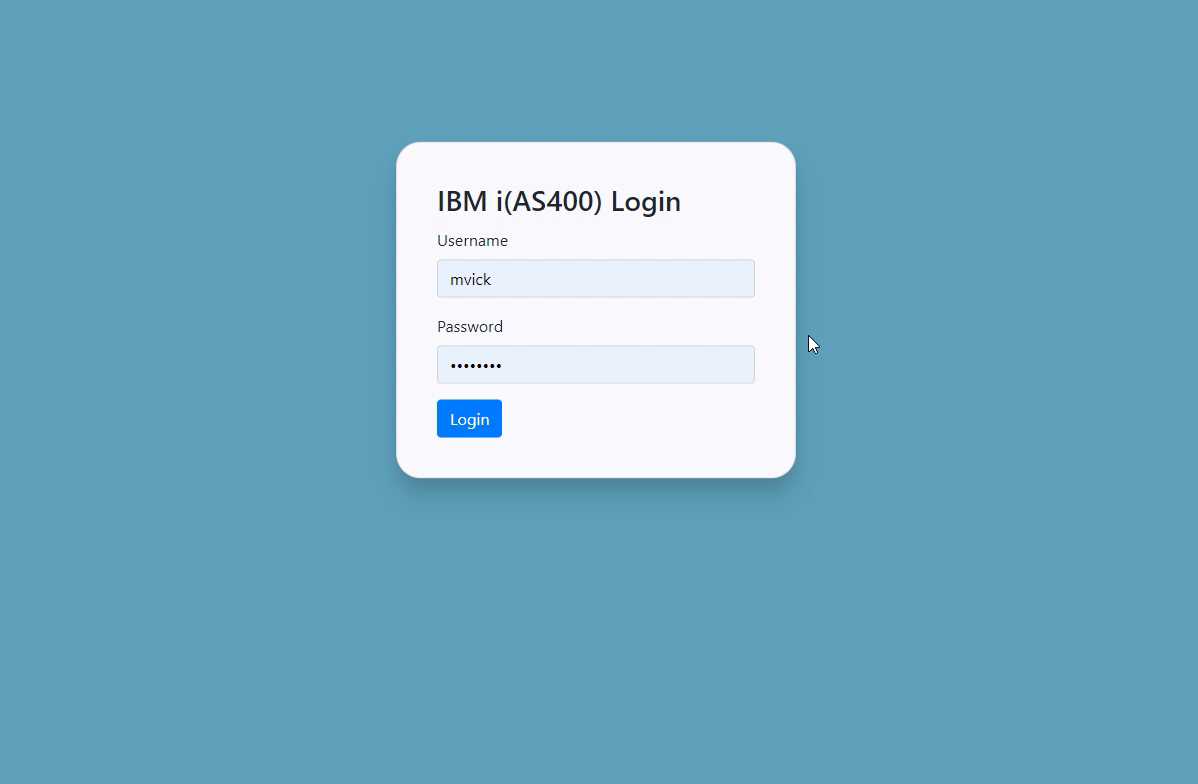 IBM i(AS400) Login
Username
mvick
Password
••••••••
Login